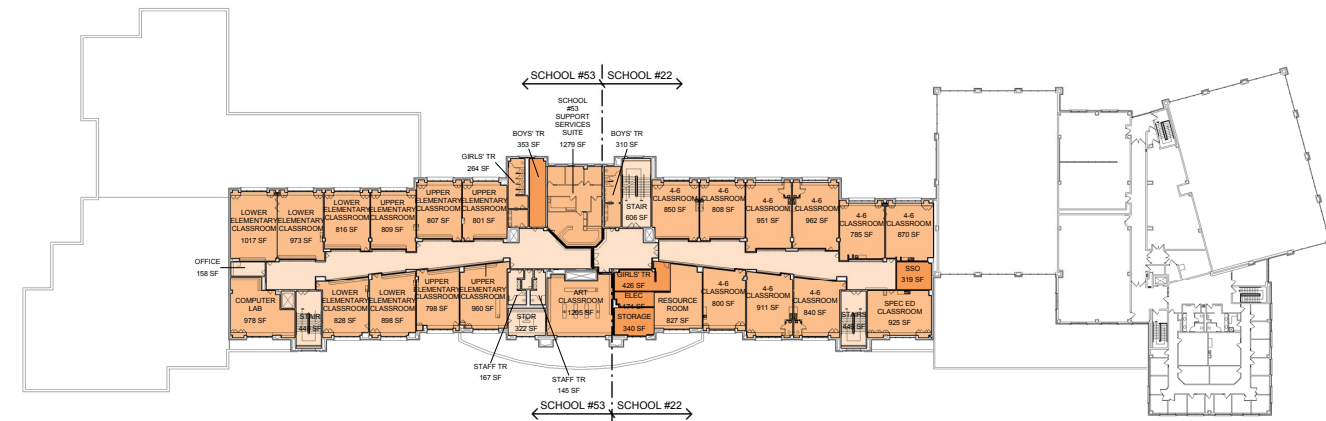 SCHOOL #53
SCHOOL #22
SCHOOL
#53
SUPPORT
SERVICES
SUITE
1279 SF
BOYS' TR
353 SF
BOYS' TR
310 SF
GIRLS' TR
264 SF
LOWER
ELEMENTARY
CLASSROOM
1017 SF
LOWER
ELEMENTARY
CLASSROOM
973 SF
LOWER
ELEMENTARY
CLASSROOM
816 SF
UPPER
ELEMENTARY
CLASSROOM
809 SF
UPPER
ELEMENTARY
CLASSROOM
807 SF
UPPER
ELEMENTARY
CLASSROOM
801 SF
STAIR
606 SF
4-6
CLASSROOM
850 SF
4-6
CLASSROOM
808 SF
4-6
CLASSROOM
951 SF
4-6
CLASSROOM
962 SF
4-6
CLASSROOM
785 SF
4-6
CLASSROOM
870 SF
OFFICE
158 SF
COMPUTER
LAB
978 SF
STAIR
LOWER
ELEMENTARY
CLASSROOM
828 SF
LOWER
ELEMENTARY
CLASSROOM
898 SF
UPPER
ELEMENTARY
CLASSROOM
798 SF
UPPER
ELEMENTARY
CLASSROOM
960 SF
STOR
322 SF
ART
CLASSROOM
1205 SF
GIRLS' TR
426 SF
ELEC
174 SF
STORAGE
340 SF
RESOURCE
ROOM
827 SF
4-6
CLASSROOM
800 SF
4-6
CLASSROOM
911 SF
4-6
CLASSROOM
840 SF
STAIRS
SSO
319 SF
SPEC ED
CLASSROOM
925 SF
STAFF TR
167 SF
STAFF TR
145 SF
SCHOOL #53
SCHOOL #22